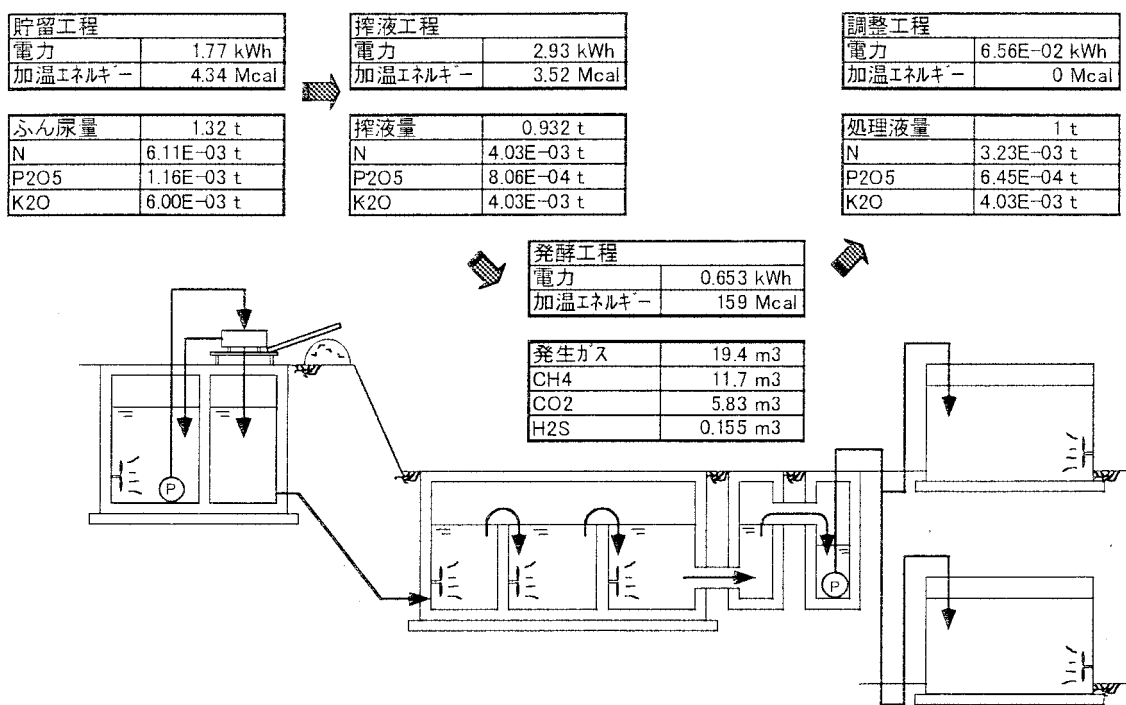 貯留工程
電力 1.77 kWh
加温エネルギー 4.34 Mcal
ふん尿量 1.32 t
N 6.11E-03 t
P2O5 1.16E-03 t
K2O 6.00E-03 t
搾液工程
電力 2.93 kWh
加温エネルギー 3.52 Mcal
搾液量 0.932 t
N 4.03E-03 t
P2O5 8.06E-04 t
K2O 4.03E-03 t
発酵工程
電力 0.653 kWh
加温エネルギー 159 Mcal
発生ガス 19.4 m3
CH4 11.7 m3
CO2 5.83 m3
H2S 0.155 m3
調整工程
電力 6.56E-02 kWh
加温エネルギー 0 Mcal
処理液量 1 t
N 3.23E-03 t
P2O5 6.45E-04 t
K2O 4.03E-03 t
P
P